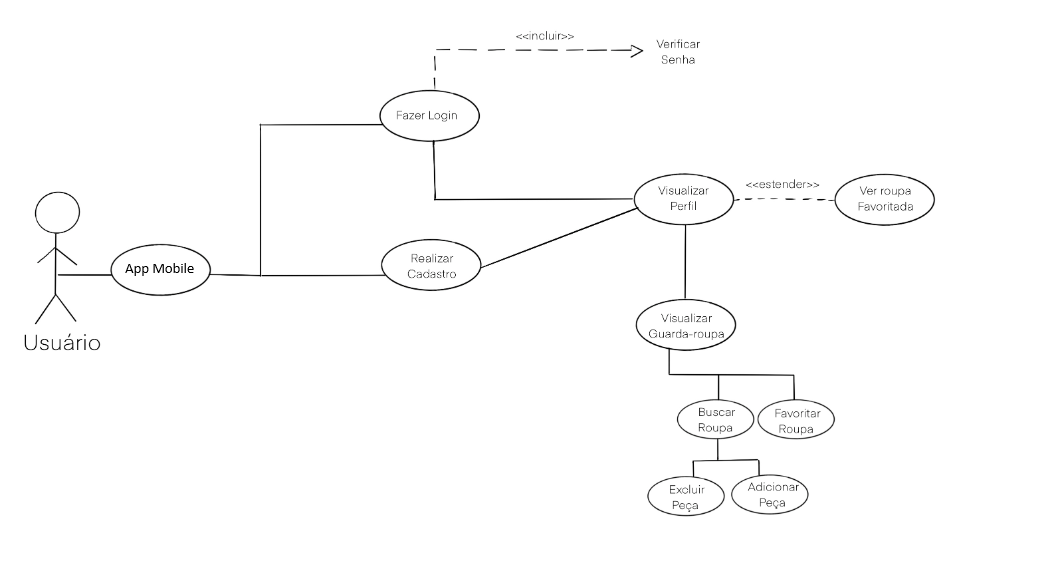 <<incluir>>
Verificar
Senha
Fazer Login
Visualizar
Perfil
<<estender>>
Ver roupa
Favoritada
App Mobile
Realizar
Cadastro
Usuário
Visualizar
Guarda-roupa
Buscar
Roupa
Favoritar
Roupa
Excluir
Peça
Adicionar
Peça